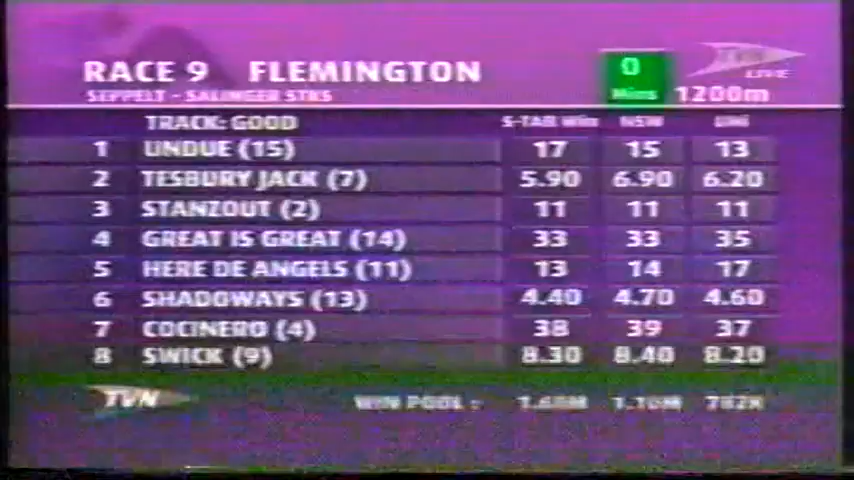 RACE 9 FLEMINGTON 0 Mins
SEPPELT - SALINGER STKS LIVE 1200m
TRACK: GOOD S-TAB Win NSW UNI
1 UNDUE (15) 17 15 13
2 TESBURY JACK (7) 5.90 6.90 6.20
3 STANZOUT (2) 11 11 11
4 GREAT IS GREAT (14) 33 33 35
5 HERE DE ANGELS (11) 13 14 17
6 SHADOWAYS (13) 4.40 4.70 4.60
7 COCINERO (4) 38 39 37
8 SWICK (9) 8.30 8.40 8.20
TVN WIN POOL : 1.10M 782K